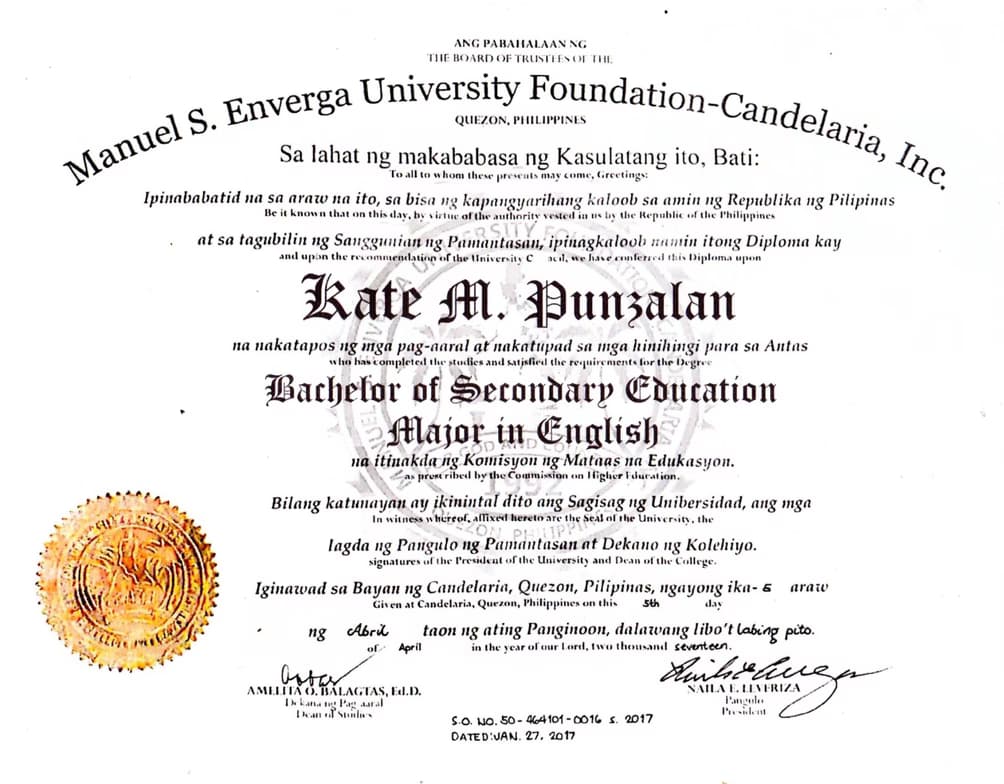 ANG PABAHALAAN NG
THE BOARD OF TRUSTEES OF THE
Manuel S. Enverga University Foundation-Candelaria, Inc.
QUEZON, PHILIPPINES
Sa lahat ng makababasa ng Kasulatang ito, Bati:
To all to whom these presents may come, Greetings:
Ipinababatid na sa araw na ito, sa bisa ng kapangyarihang kaloob sa amin ng Republika ng Pilipinas
Be it known that on this day, by virtue of the authority vested in us by the Republic of the Philippines
at sa tagubilin ng Sanggunian ng Pamantasan, ipinagkaloob namin itong Diploma kay
and upon the recommendation of the University C acil, we have conferred this Diploma upon
Kate M. Punzalan
na nakatapos ng mga pag-aaral at nakatupad sa mga hinihingi para sa Antas
who has completed the studies and satisfied the requirements for the Degree
Bachelor of Secondary Education
Major in English
na itinakda ng Komisyon ng Mataas na Edukasyon.
as prescribed by the Commission on Higher Education.
1992
Bilang katunayan ay ikinintal dito ang Sagisag ng Unibersidad, ang mga
In witness whereof, affixed hereto are the Seal of the University, the
QUEZON, PHILIPPINES
lagda ng Pangulo ng Pamantasan at Dekano ng Kolehiyo.
signatures of the President of the University and Dean of the College.
Iginawad sa Bayan ng Candelaria, Quezon, Pilipinas, ngayong ika- 5 araw
Given at Candelaria, Quezon, Philippines on this 5th day
ng Abril taon ng ating Panginoon, dalawang libo't labing pito.
of April in the year of our Lord, two thousand seventeen.
AMELITA O. BALAGTAS, Ed.D.
Dekana ng Pag-aaral
Dean of Studies
NAILA E. LEVERIZA
Pangulo
President
S.O. NO. 50-464101-0016 s. 2017
DATED: JAN. 27, 2017